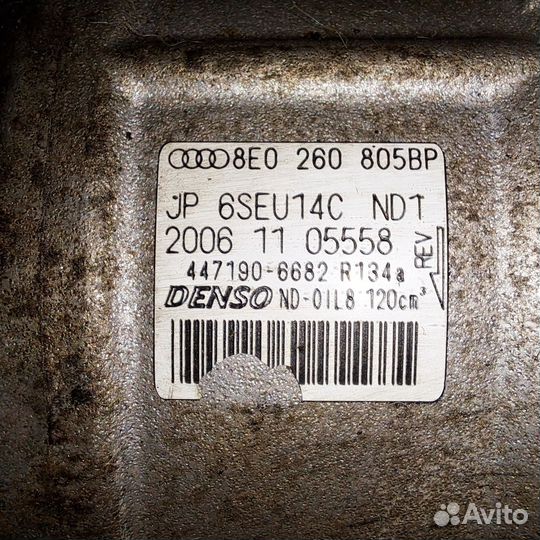 8E0 260 805BP
JP 6SEU14C ND1
2006 11 05558
447190-6682 R134a
REV
DENSO ND-OIL8 120cm³
Avito